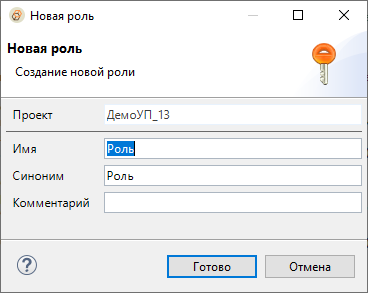 Новая роль
Новая роль
Создание новой роли
Проект ДемоУП_13
Имя Роль
Синоним Роль
Комментарий
? Готово Отмена